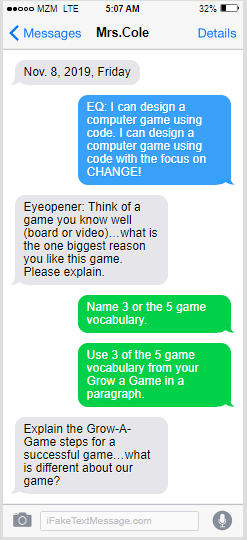 MZM LTE 5:07 AM 32%
Messages Mrs.Cole Details
Nov. 8, 2019, Friday
EQ: I can design a
computer game using
code. I can design a
computer game using
code with the focus on
CHANGE!
Eyeopener: Think of a
game you know well
(board or video)...what is
the one biggest reason
you like this game.
Please explain.
Name 3 or the 5 game
vocabulary.
Use 3 of the 5 game
vocabulary from your
Grow a Game in a
paragraph.
Explain the Grow-A-
Game steps for a
successful game...what
is different about our
game?
iFakeTextMessage.com